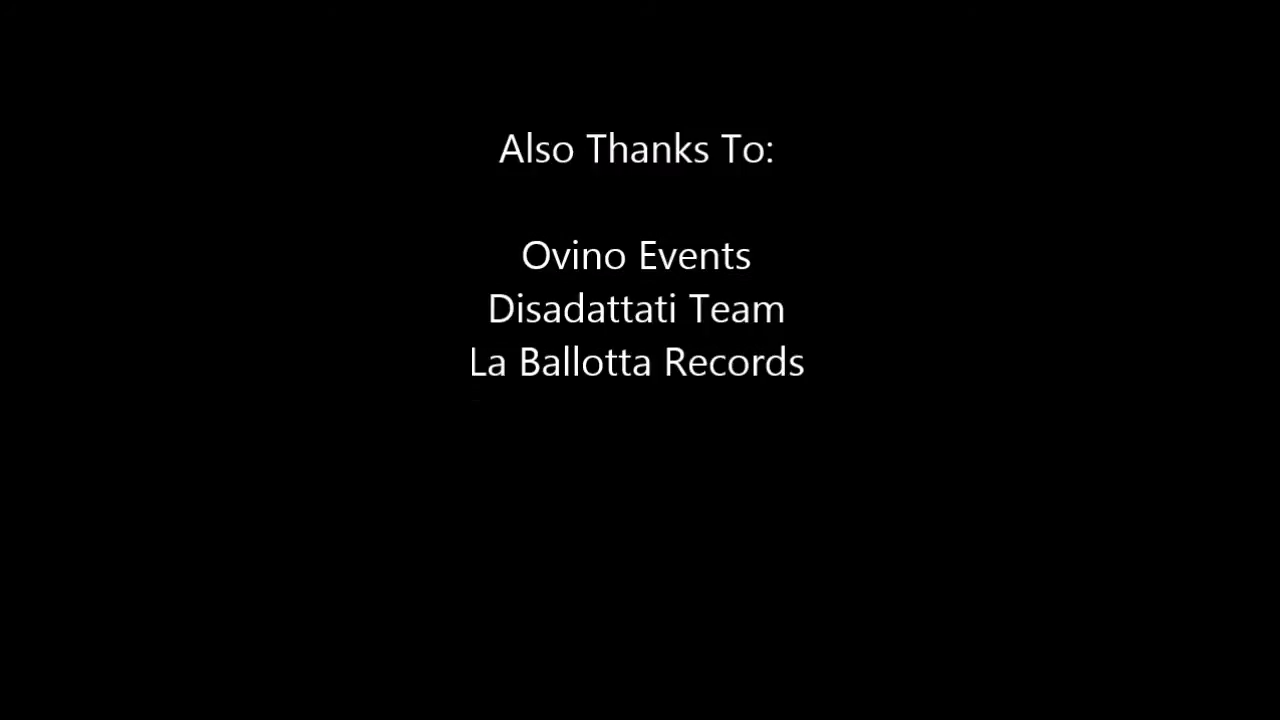 Also Thanks To:
Ovino Events
Disadattati Team
La Ballotta Records